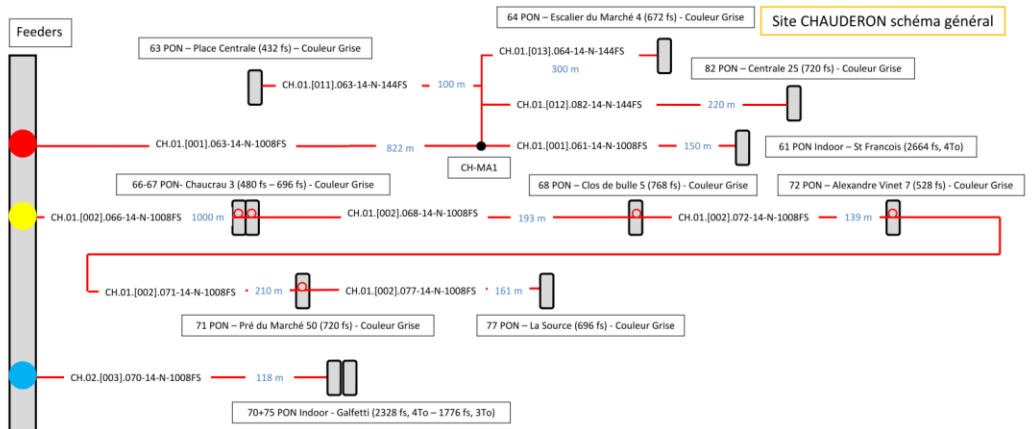 64 PON – Escalier du Marché 4 (672 fs) - Couleur Grise
Site CHAUDERON schéma général
Feeders
63 PON – Place Centrale (432 fs) – Couleur Grise
CH.01.[013].064-14-N-144FS
300 m
82 PON – Centrale 25 (720 fs) - Couleur Grise
CH.01.[011].063-14-N-144FS
100 m
CH.01.[012].082-14-N-144FS
220 m
CH.01.[001].063-14-N-1008FS
822 m
CH.01.[001].061-14-N-1008FS
150 m
61 PON Indoor – St Francois (2664 fs, 4To)
CH-MA1
66-67 PON- Chaucrau 3 (480 fs – 696 fs) – Couleur Grise
68 PON – Clos de bulle 5 (768 fs) - Couleur Grise
72 PON – Alexandre Vinet 7 (528 fs) - Couleur Grise
CH.01.[002].066-14-N-1008FS
1000 m
CH.01.[002].068-14-N-1008FS
193 m
CH.01.[002].072-14-N-1008FS
139 m
CH.01.[002].071-14-N-1008FS
210 m
CH.01.[002].077-14-N-1008FS
161 m
71 PON – Pré du Marché 50 (720 fs) - Couleur Grise
77 PON – La Source (696 fs) - Couleur Grise
CH.02.[003].070-14-N-1008FS
118 m
70+75 PON Indoor - Galfetti (2328 fs, 4To – 1776 fs, 3To)